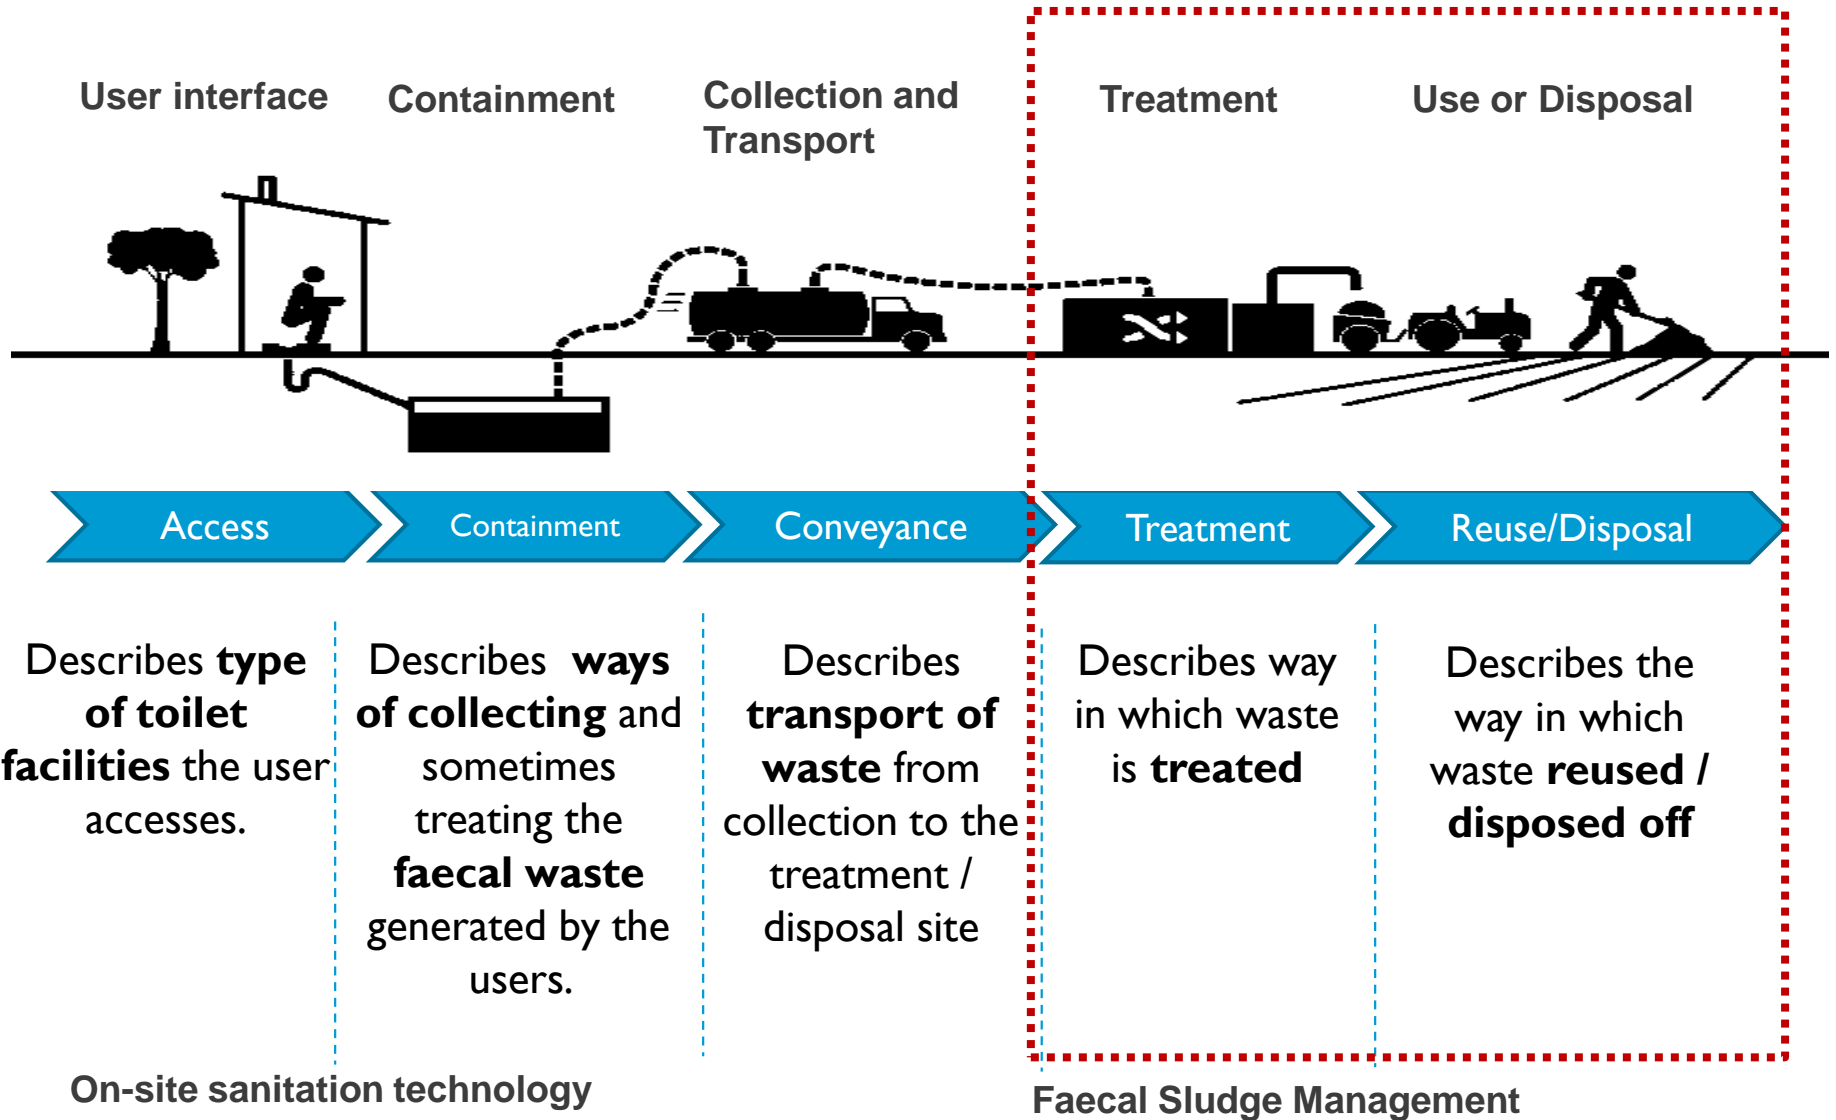 User interface
Containment
Collection and
Transport
Treatment
Use or Disposal
Access
Containment
Conveyance
Treatment
Reuse/Disposal
Describes type
of toilet
facilities the user
accesses.
Describes ways
of collecting and
sometimes
treating the
faecal waste
generated by the
users.
Describes
transport of
waste from
collection to the
treatment /
disposal site
Describes way
in which waste
is treated
Describes the
way in which
waste reused /
disposed off
On-site sanitation technology
Faecal Sludge Management